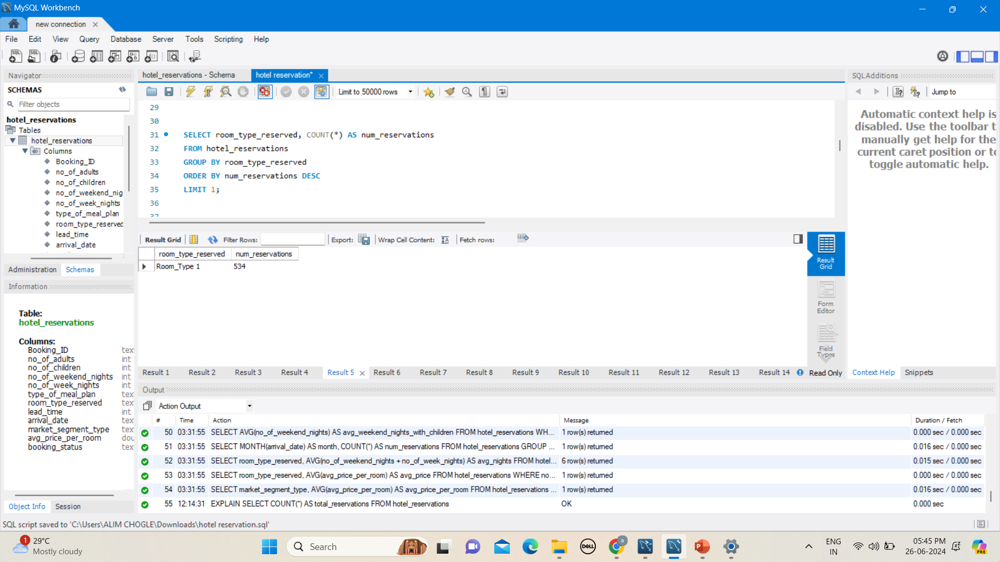 MySQL Workbench
new connection
File Edit View Query Database Server Tools Scripting Help
Navigator
SCHEMAS
Filter objects
hotel_reservations
Tables
hotel_reservations
Columns
Booking_ID
no_of_adults
no_of_children
no_of_weekend_nig
no_of_week_nights
type_of_meal_plan
room_type_reserved
lead_time
arrival_date
Administration Schemas
Information
Table:
hotel_reservations
Columns:
Booking_ID tex
no_of_adults int
no_of_children int
no_of_weekend_nights int
no_of_week_nights int
type_of_meal_plan tex
room_type_reserved tex
lead_time int
arrival_date tex
market_segment_type tex
avg_price_per_room dou
booking_status tex
Object Info Session
hotel_reservations - Schema hotel reservation*
Limit to 50000 rows
29
30
31 SELECT room_type_reserved, COUNT(*) AS num_reservations
32 FROM hotel_reservations
33 GROUP BY room_type_reserved
34 ORDER BY num_reservations DESC
35 LIMIT 1;
36
37
Result Grid Filter Rows: Export: Wrap Cell Content: Fetch rows:
room_type_reserved num_reservations
Room_Type 1 534
Result
Grid
Form
Editor
Field
Types
Result 1 Result 2 Result 3 Result 4 Result 5 Result 6 Result 7 Result 8 Result 9 Result 10 Result 11 Result 12 Result 13 Result 14 Read Only
SQLAdditions
Jump to
Automatic context help is
disabled. Use the toolbar t
manually get help for the
current caret position or to
toggle automatic help.
Context Help Snippets
Output
Action Output
# Time Action Message Duration / Fetch
50 03:31:55 SELECT AVG(no_of_weekend_nights) AS avg_weekend_nights_with_children FROM hotel_reservations WH... 1 row(s) returned 0.000 sec / 0.000 sec
51 03:31:55 SELECT MONTH(arrival_date) AS month, COUNT(*) AS num_reservations FROM hotel_reservations GROUP ... 1 row(s) returned 0.016 sec / 0.000 sec
52 03:31:55 SELECT room_type_reserved, AVG(no_of_weekend_nights + no_of_week_nights) AS avg_nights FROM hotel... 6 row(s) returned 0.015 sec / 0.000 sec
53 03:31:55 SELECT room_type_reserved, AVG(avg_price_per_room) AS avg_price FROM hotel_reservations WHERE no... 1 row(s) returned 0.000 sec / 0.000 sec
54 03:31:55 SELECT market_segment_type, AVG(avg_price_per_room) AS avg_price_per_room FROM hotel_reservations ... 1 row(s) returned 0.016 sec / 0.000 sec
55 12:14:31 EXPLAIN SELECT COUNT(*) AS total_reservations FROM hotel_reservations OK 0.000 sec
SQL script saved to 'C:\Users\ALIM CHOGLE\Downloads\hotel reservation.sql'
1
29°C
Mostly cloudy
Search
DELL
a
ENG
IN
05:45 PM
26-06-2024
PRE